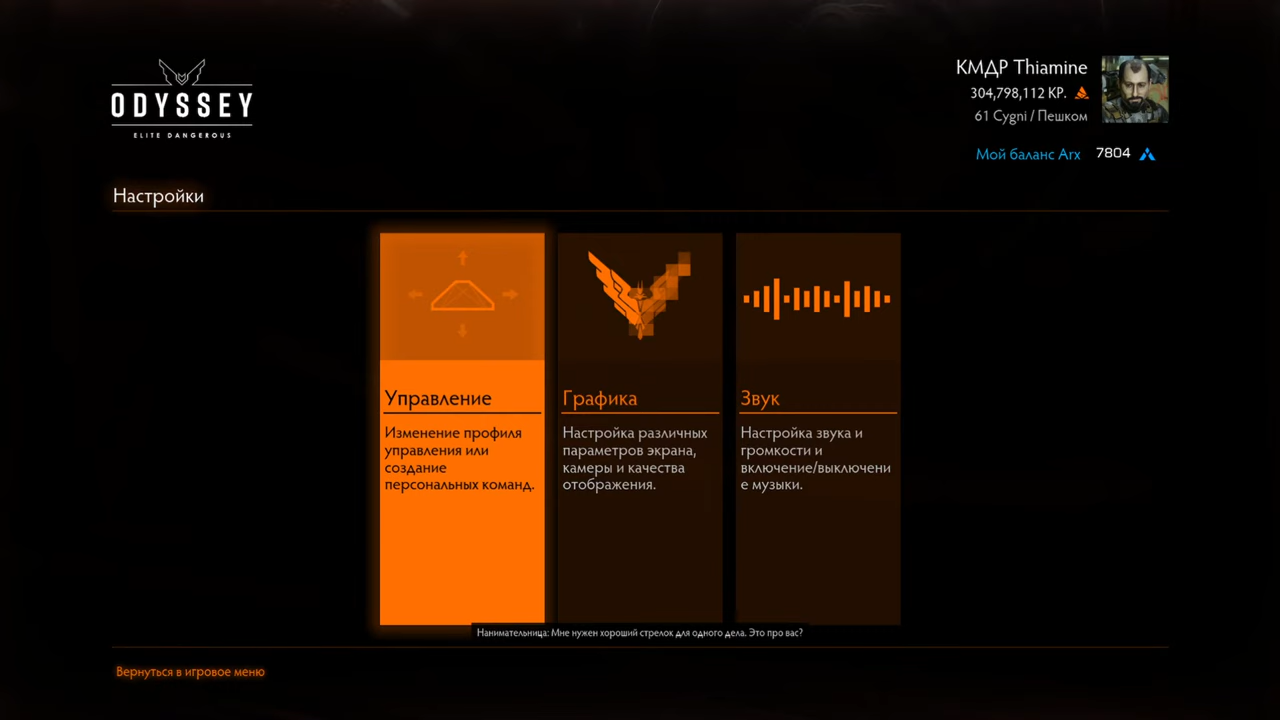 ODYSSEY
ELITE DANGEROUS
КМДР Thiamine
304,798,112 КР.
61 Cygni / Пешком
Мой баланс Arx 7804
Настройки
Управление
Изменение профиля
управления или
создание
персональных команд.
Графика
Настройка различных
параметров экрана,
камеры и качества
отображения.
Звук
Настройка звука и
громкости и
включение/выключени
е музыки.
Нанимательница: Мне нужен хороший стрелок для одного дела. Это про вас?
Вернуться в игровое меню